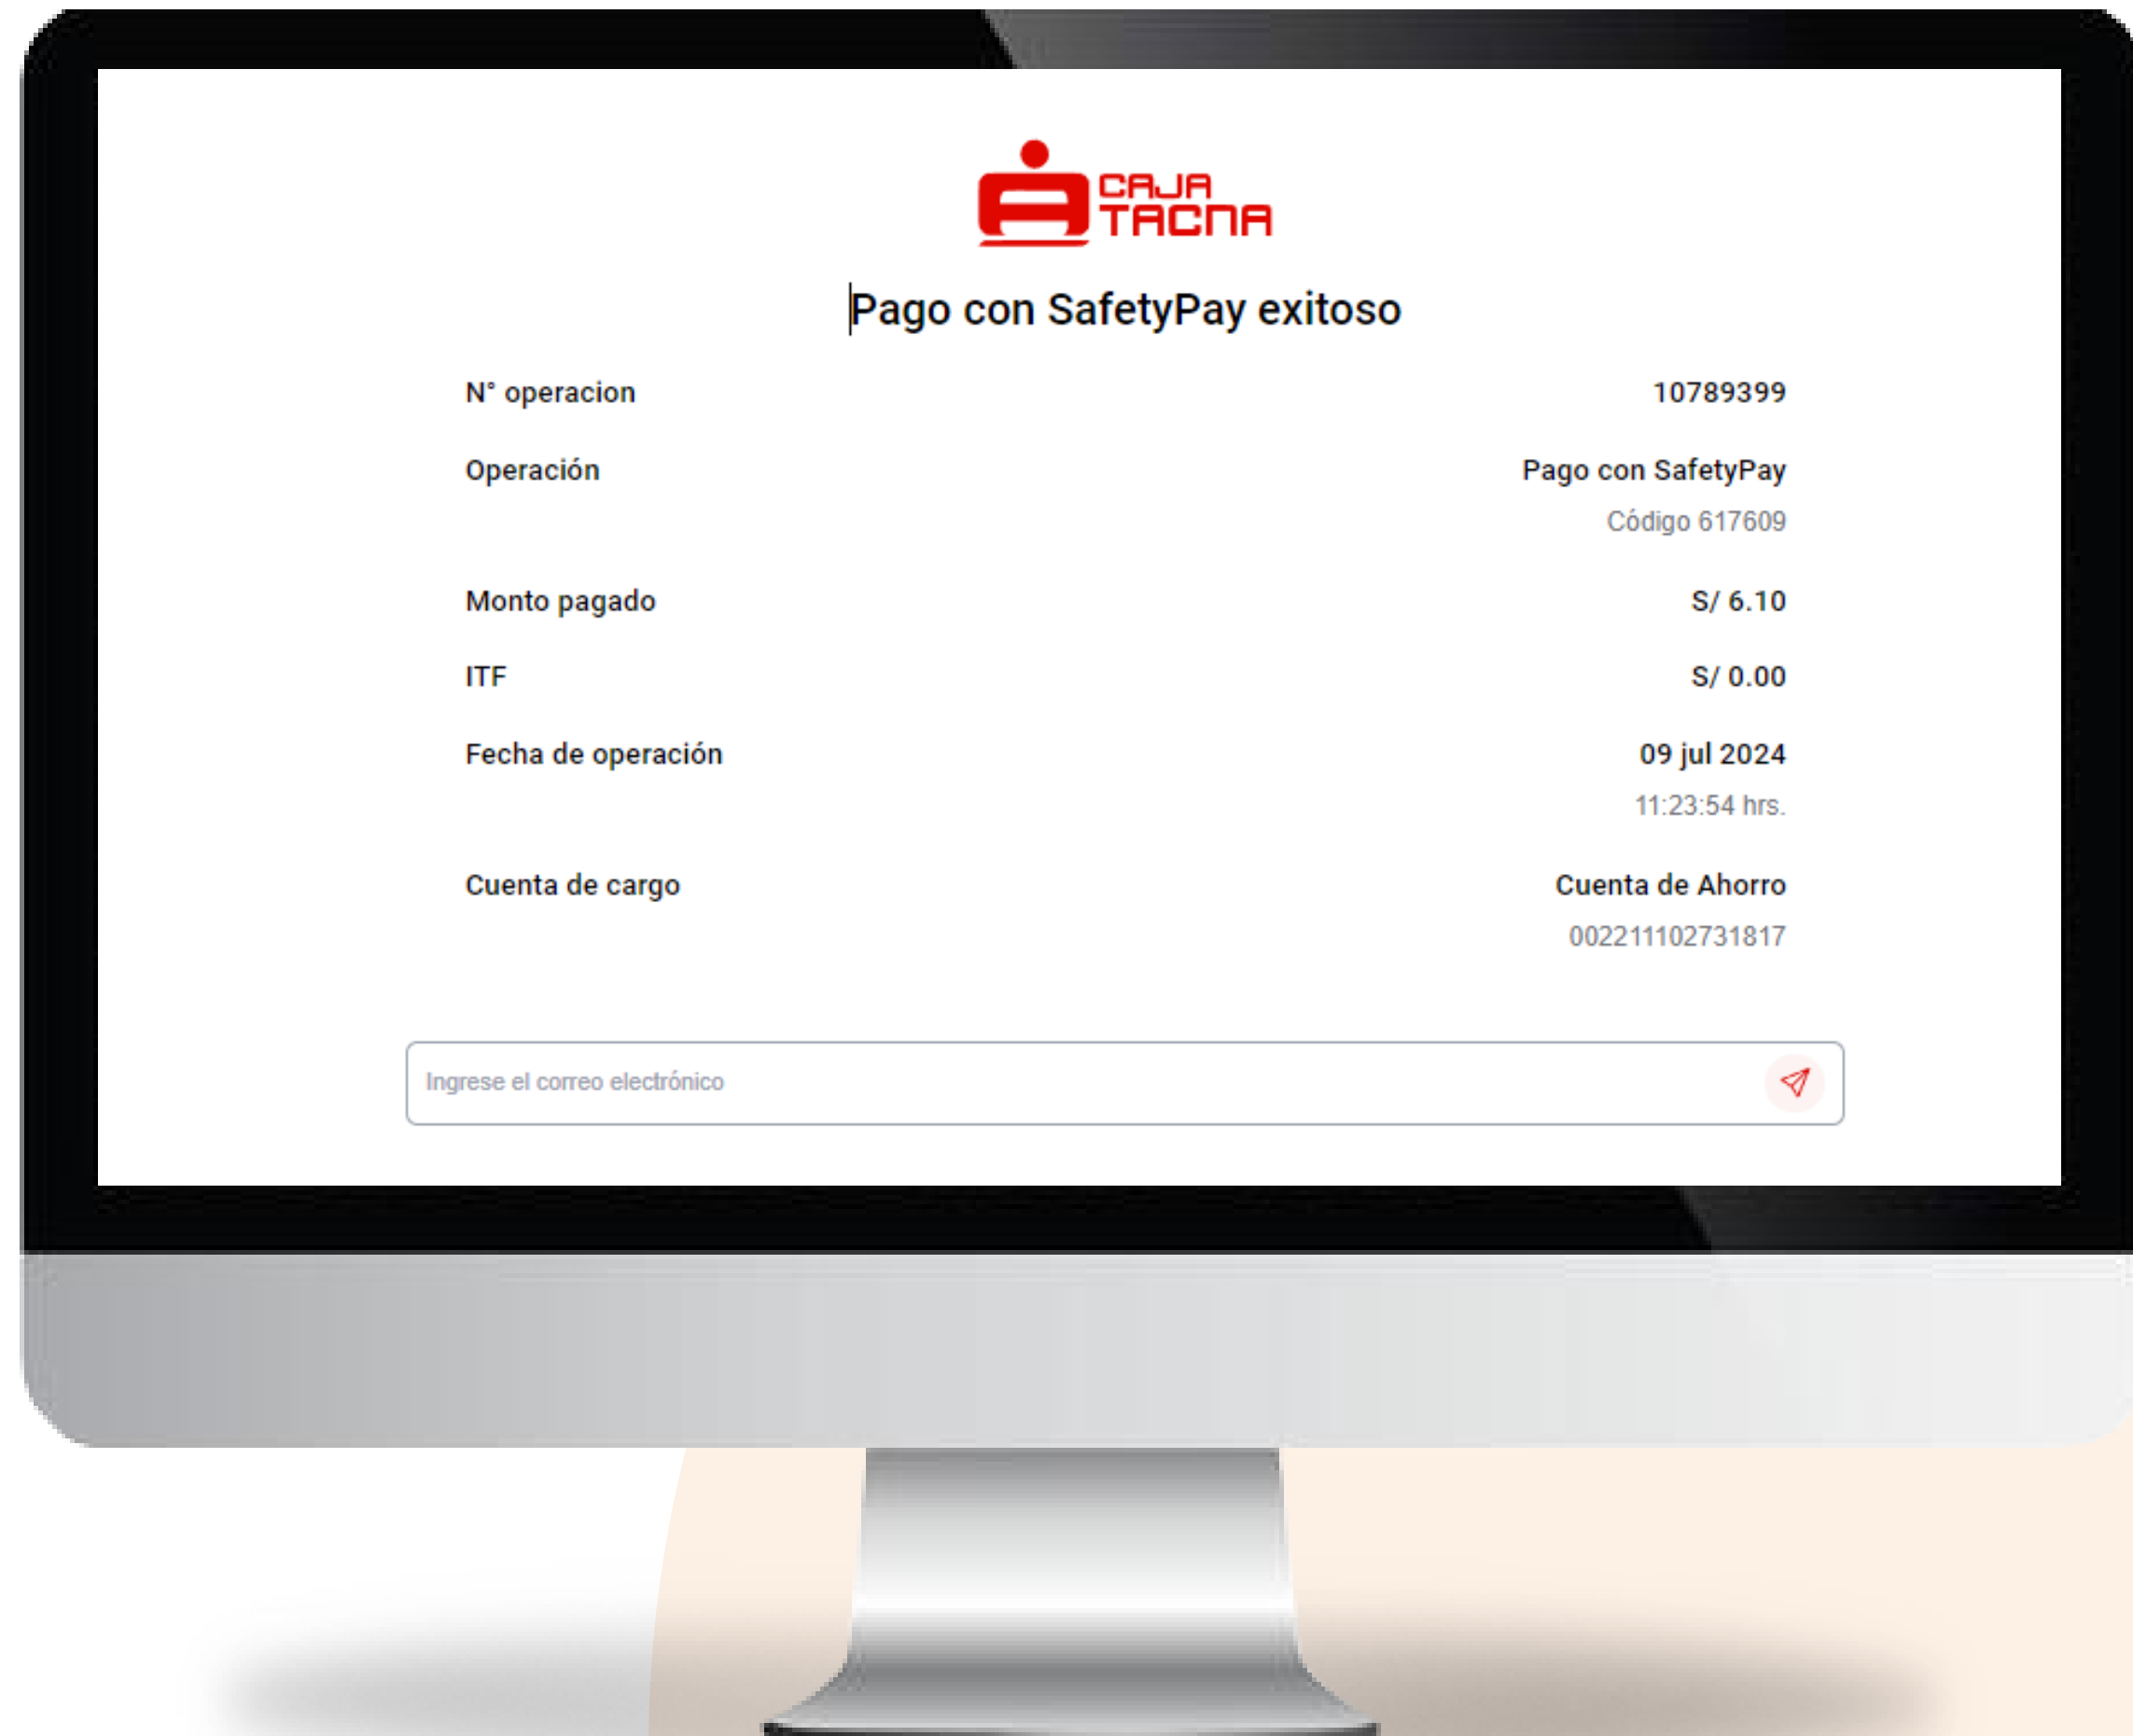 CAJA
TACNA
Pago con SafetyPay exitoso
N° operacion 10789399
Operación Pago con SafetyPay
Código 617609
Monto pagado S/ 6.10
ITF S/ 0.00
Fecha de operación 09 jul 2024
11:23:54 hrs.
Cuenta de cargo Cuenta de Ahorro
002211102731817
Ingrese el correo electrónico